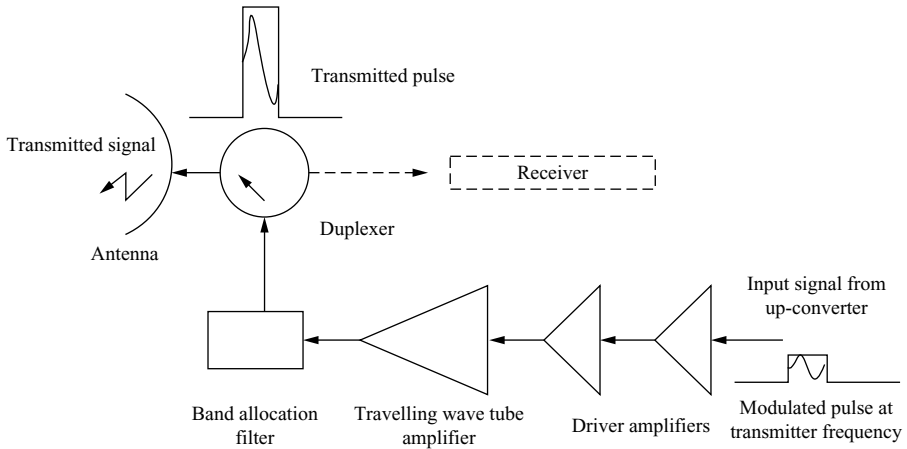 Transmitted pulse
Transmitted signal
Receiver
Duplexer
Antenna
Input signal from
up-converter
Band allocation
filter
Travelling wave tube
amplifier
Driver amplifiers
Modulated pulse at
transmitter frequency